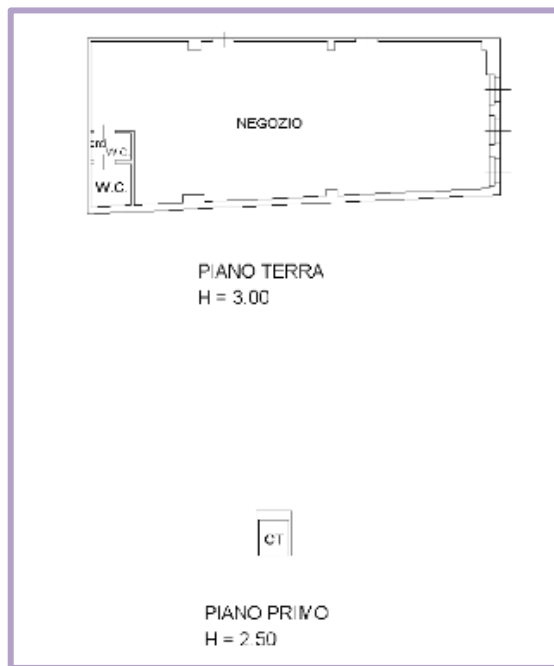 NEGOZIO
W.C.
W.C.
PIANO TERRA
H = 3.00
CT
PIANO PRIMO
H = 2.50